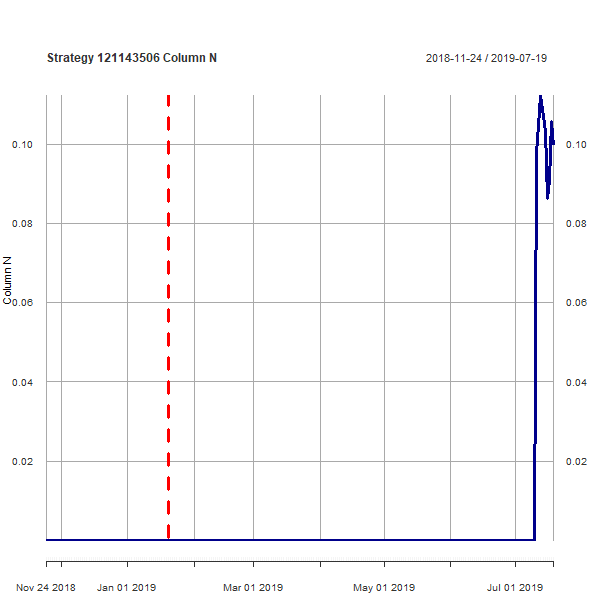 Strategy 121143506 Column N
2018-11-24 / 2019-07-19
0.10
0.10
0.08
0.08
Column N
0.06
0.06
0.04
0.04
0.02
0.02
Nov 24 2018
Jan 01 2019
Mar 01 2019
May 01 2019
Jul 01 2019